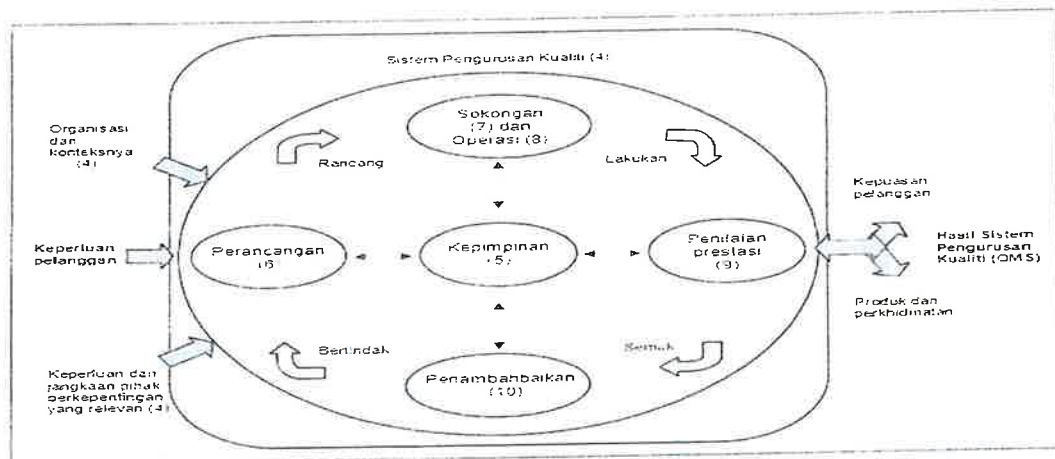 Sistem Pengurusan Kualiti (4)
Organisasi
dan
konteksnya
(4)
Sokongan
(7) dan
Operasi (8)
Rancang
Lakukan
Kepuasan
pelanggan
Keperluan
pelanggan
Perancangan
(6)
Kepimpinan
(5)
Penilaian
prestasi
(9)
Hasil Sistem
Pengurusan
Kualiti (QMS)
Produk dan
perkhidmatan
Bertindak
Semak
Keperluan dan
jangkaan pihak
berkepentingan
yang relevan (4)
Penambahbaikan
(10)